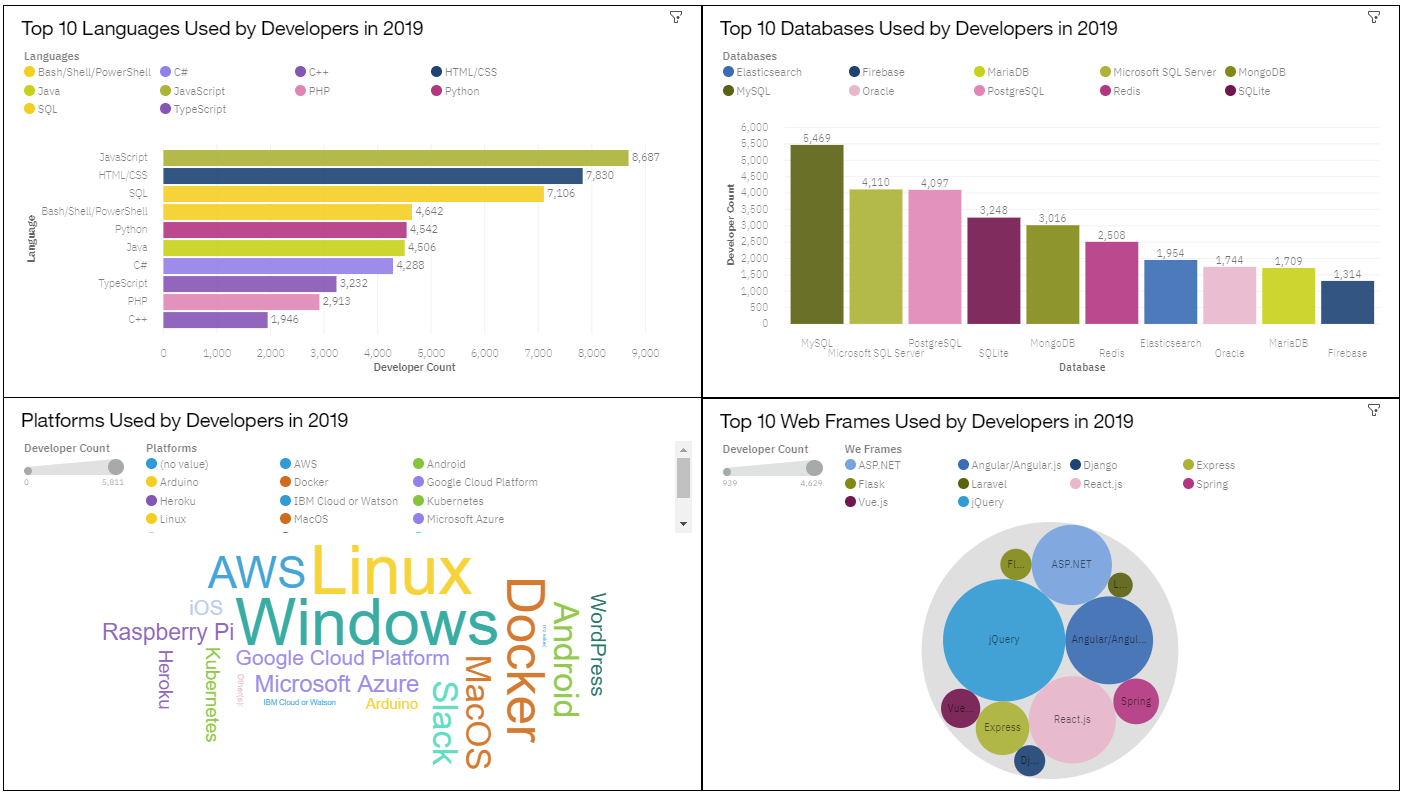 Top 10 Languages Used by Developers in 2019
Languages
Bash/Shell/PowerShell C# C++ HTML/CSS
Java JavaScript PHP Python
SQL TypeScript
JavaScript 8,687
HTML/CSS 7,830
SQL 7,106
Bash/Shell/PowerShell 4,642
Python 4,542
Java 4,506
C# 4,288
TypeScript 3,232
PHP 2,913
C++ 1,946
Language
0 1,000 2,000 3,000 4,000 5,000 6,000 7,000 8,000 9,000
Developer Count
Top 10 Databases Used by Developers in 2019
Databases
Elasticsearch Firebase MariaDB Microsoft SQL Server MongoDB
MySQL Oracle PostgreSQL Redis SQLite
Developer Count
6,000
5,500
5,000
4,500
4,000
3,500
3,000
2,500
2,000
1,500
1,000
500
0
5,469 4,110 4,097 3,248 3,016 2,508 1,954 1,744 1,709 1,314
MySQL PostgreSQL MongoDB Elasticsearch MariaDB
Microsoft SQL Server SQLite Redis Oracle Firebase
Database
Platforms Used by Developers in 2019
Developer Count
0 5,811
Platforms
(no value) AWS Android
Arduino Docker Google Cloud Platform
Heroku IBM Cloud or Watson Kubernetes
Linux MacOS Microsoft Azure
AWS Linux
iOS Windows
Raspberry Pi
Docker
Android
WordPress
Heroku
Kubernetes
Google Cloud Platform
Other(s):
Microsoft Azure
IBM Cloud or Watson
Arduino
Slack
MacOS
Top 10 Web Frames Used by Developers in 2019
Developer Count
939 4,629
We Frames
ASP.NET Angular/Angular.js Django Express
Flask Laravel React.js Spring
Vue.js jQuery
Fl... ASP.NET
L...
jQuery Angular/Angul...
Vue... Spring
Express React.js
Dj...